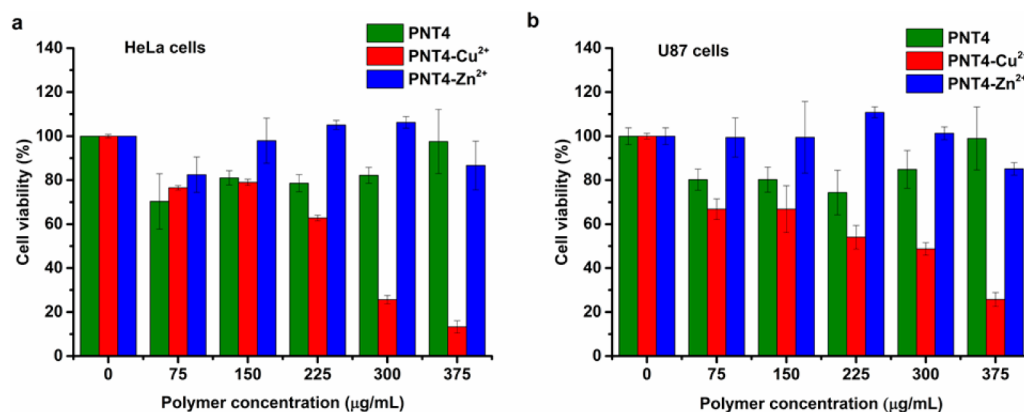 a
HeLa cells
PNT4
PNT4-Cu²⁺
PNT4-Zn²⁺
140
120
100
80
60
40
20
0
Cell viability (%)
0 75 150 225 300 375
Polymer concentration (μg/mL)
b
U87 cells
PNT4
PNT4-Cu²⁺
PNT4-Zn²⁺
140
120
100
80
60
40
20
0
Cell viability (%)
0 75 150 225 300 375
Polymer concentration (μg/mL)